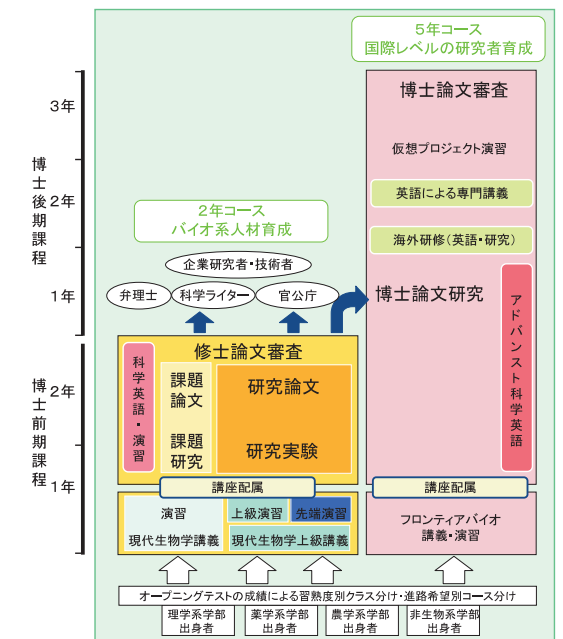 5年コース
国際レベルの研究者育成
博士論文審査
仮想プロジェクト演習
英語による専門講義
海外研修(英語・研究)
博士論文研究
アドバンスト科学英語
講座配属
フロンティアバイオ
講義・演習
2年コース
バイオ系人材育成
企業研究者・技術者
弁理士
科学ライター
官公庁
修士論文審査
科学英語・演習
課題
論文
課題
研究
研究論文
研究実験
講座配属
演習
上級演習
先端演習
現代生物学講義
現代生物学上級講義
博士後期課程
3年
2年
1年
博士前期課程
2年
1年
オープニングテストの成績による習熟度別クラス分け・進路希望別コース分け
理学系学部
出身者
薬学系学部
出身者
農学系学部
出身者
非生物系学部
出身者